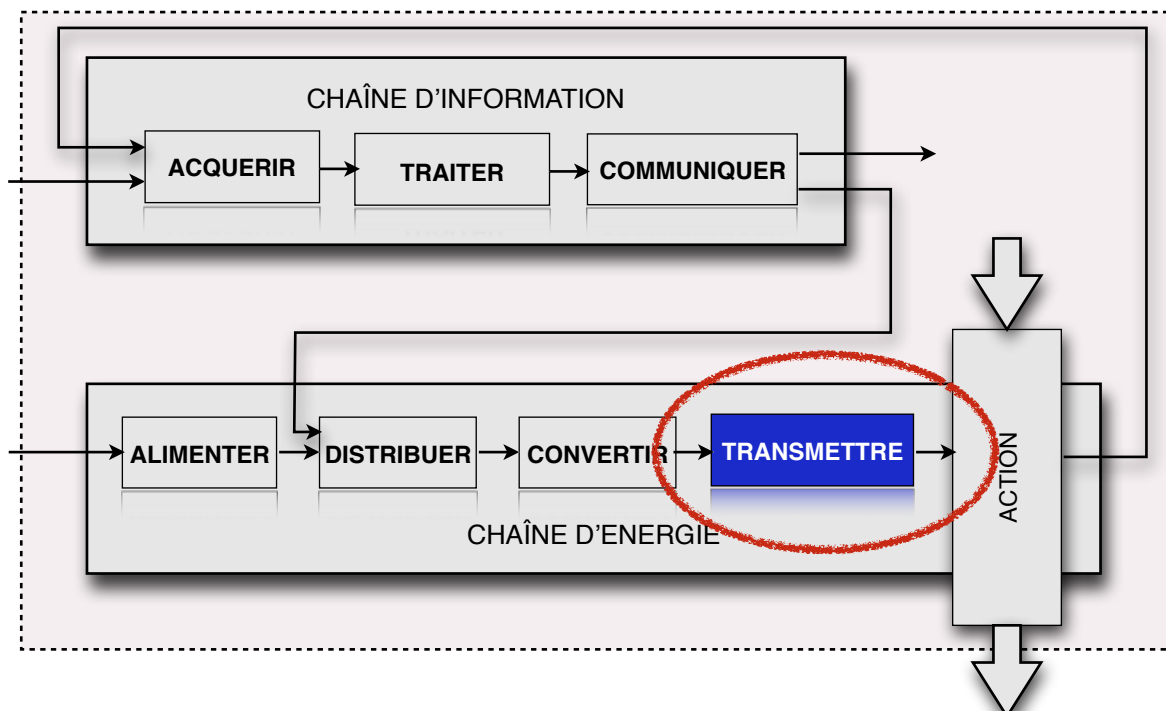 CHAÎNE D'INFORMATION
ACQUERIR
TRAITER
COMMUNIQUER
ALIMENTER
DISTRIBUER
CONVERTIR
TRANSMETTRE
ACTION
CHAÎNE D'ENERGIE